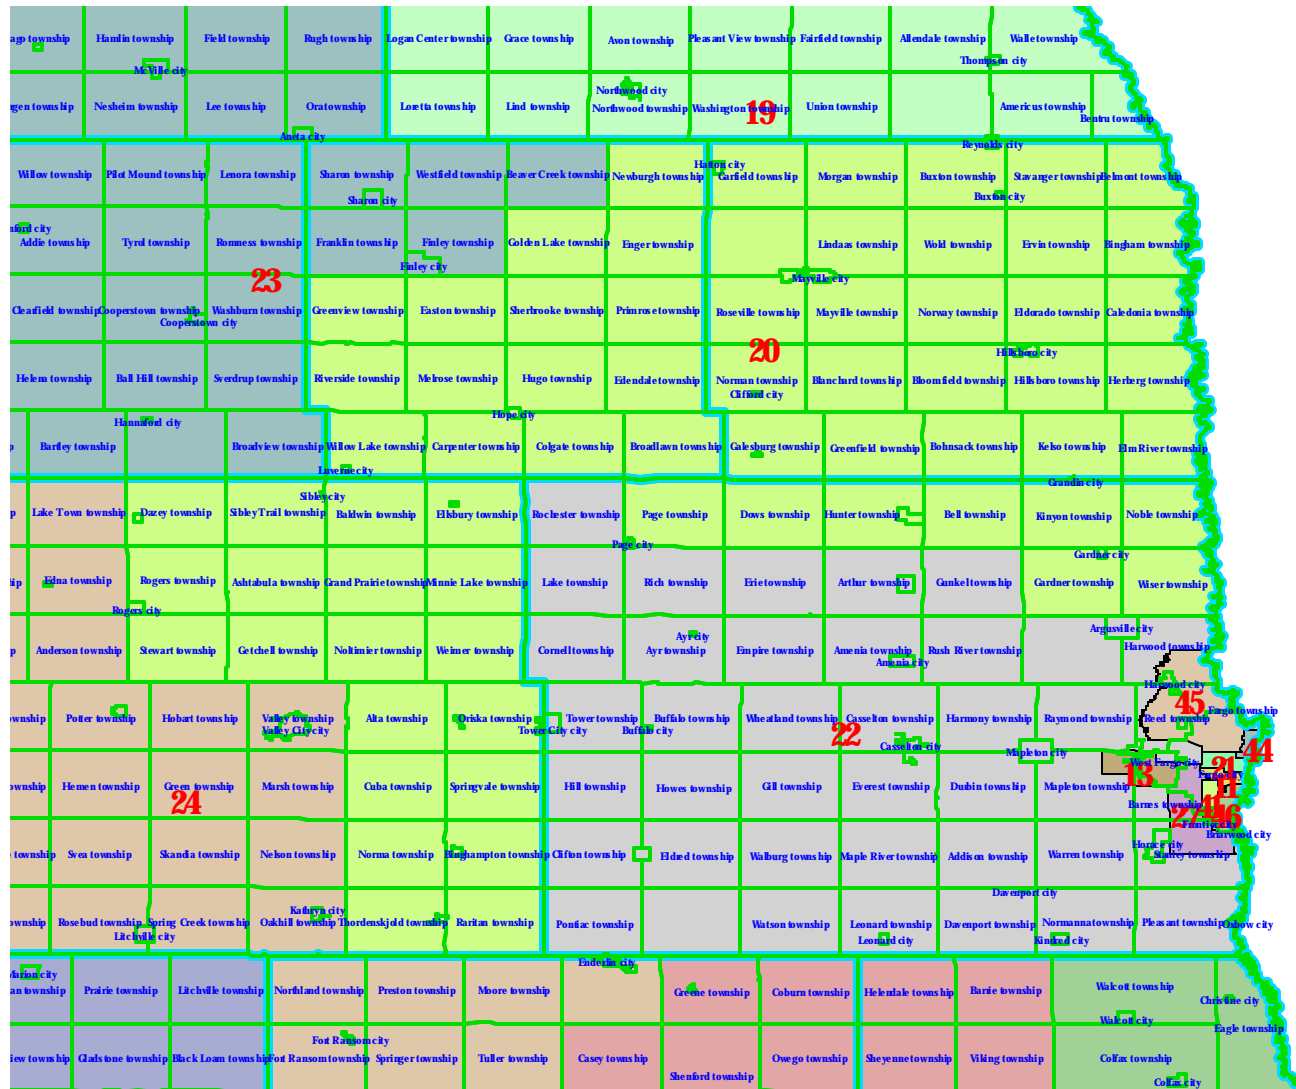 ago township Hamlin township Field township Rugh township Logan Center township Grace township Avon township Pleasant View township Fairfield township Allendale township Walle township
McVille city Thompson city
Northwood city
rgen township Nesheim township Lee township Ora township Loretta township Lind township Northwood township Washington township Union township Americus township
19
Bentru township
Aneta city Reynolds city
Hatton city
Willow township Pilot Mound township Lenora township Sharon township Westfield township Beaver Creek township Newburgh township Garfield township Morgan township Buxton township Stavanger township Belmont township
Sharon city Buxton city
nford city
Addie township Tyrol township Romness township Franklin township Finley township Golden Lake township Enger township Lindaas township Wold township Ervin township Bingham township
Finley city
23
Mayville city
Clearfield township Cooperstown township Washburn township Greenview township Easton township Sherbrooke township Primrose township Roseville township Mayville township Norway township Eldorado township Caledonia township
Cooperstown city
20
Hillsboro city
Helena township Ball Hill township Sverdrup township Riverside township Melrose township Hugo township Edendale township Norman township Blanchard township Bloomfield township Hillsboro township Herberg township
Clifford city
Hope city
Hannaford city
p Bartley township Broadview township Willow Lake township Carpenter township Colgate township Broadlawn township Galesburg township Greenfield township Bohnsack township Kelso township Elm River township
Luverne city
Grandin city
Sibley city
p Lake Town township Dazey township Sibley Trail township Baldwin township Ellsbury township Rochester township Page township Dows township Hunter township Bell township Kinyon township Noble township
Page city
Gardner city
ip Edna township Rogers township Ashtabula township Grand Prairie township Minnie Lake township Lake township Rich township Erie township Arthur township Gunkel township Gardner township Wiser township
Rogers city
Argusville city
Ayr city
p Anderson township Stewart township Getchell township Noltimier township Weimer township Cornell township Ayr township Empire township Amenia township Rush River township Harwood township
Amenia city
Harwood city
45
Fargo township
ownship Potter township Hobart township Valley township Alta township Oriska township Tower township Buffalo township Wheatland township Casselton township Harmony township Raymond township Reed township
Valley City city Tower City city Buffalo city
22
Casselton city Mapleton city 44
West Fargo city
13 21
Fargo city
ownship Hemen township Green township Marsh township Cuba township Springvale township Hill township Howes township Gill township Everest township Durbin township Mapleton township 11
24
Barnes township 41
27 46
Frontier city
Briarwood city
Horace city
township Svea township Skandia township Nelson township Norma township Binghampton township Clifton township Eldred township Walburg township Maple River township Addison township Warren township Stanley township
Davenport city
Kathryn city
ownship Rosebud township Spring Creek township Oakhill township Thordenskjold township Raritan township Pontiac township Watson township Leonard township Davenport township Normanna township Pleasant township Oxbow city
Litchville city Leonard city Kindred city
Enderlin city
Marion city
an township Prairie township Litchville township Northland township Preston township Moore township Greene township Coburn township Helendale township Barrie township Walcott township
Christine city
Walcott city
Eagle township
Fort Ransom city
iew township Gladstone township Black Loam township Fort Ransom township Springer township Tuller township Casey township Owego township Sheyenne township Viking township Colfax township
Shenford township
Colfax city